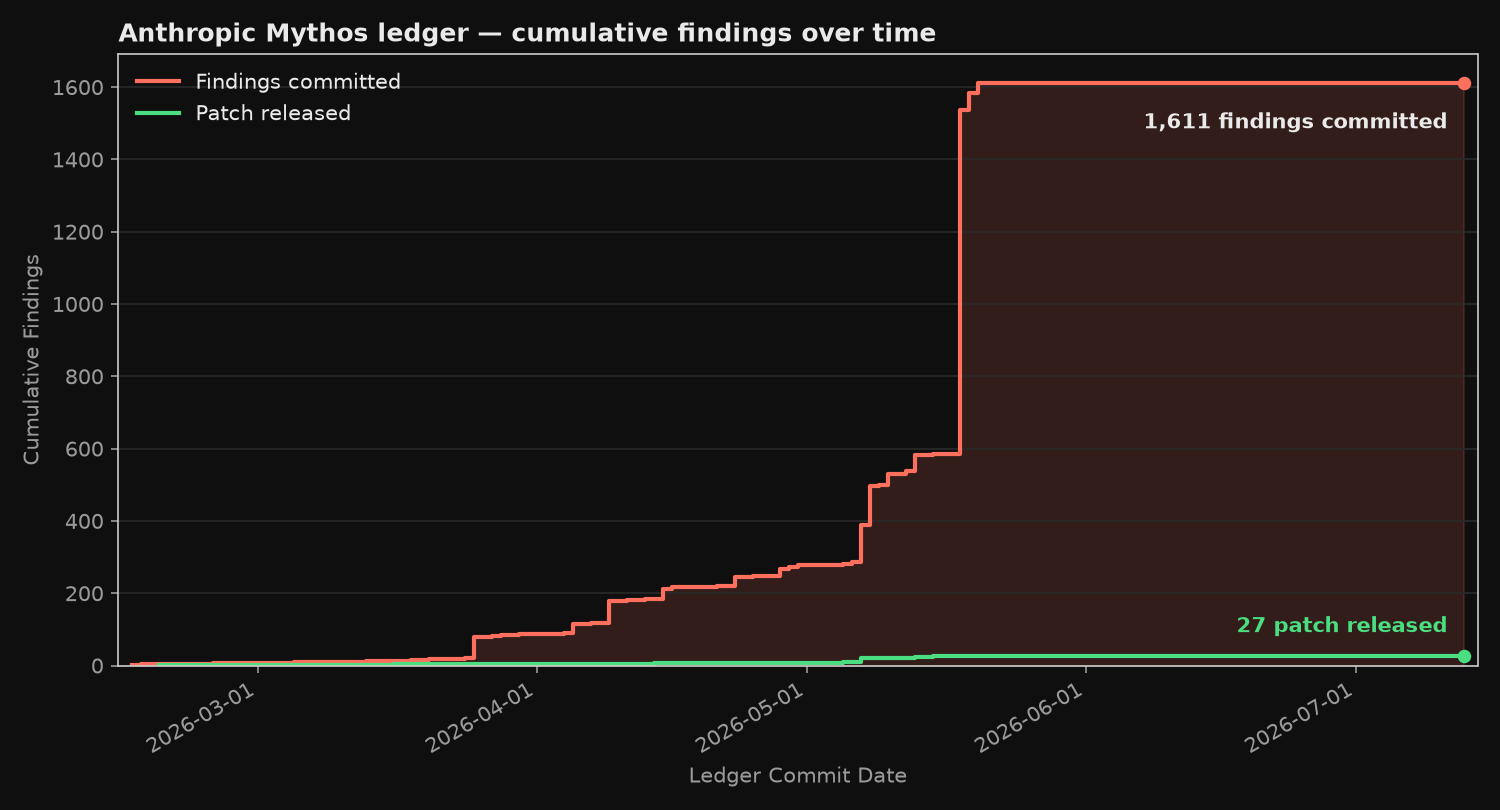 Anthropic Mythos ledger — cumulative findings over time
Findings committed
Patch released
1600
1400
1200
1000
800
600
400
200
0
Cumulative Findings
1,611 findings committed
27 patch released
2026-03-01
2026-04-01
2026-05-01
2026-06-01
2026-07-01
Ledger Commit Date